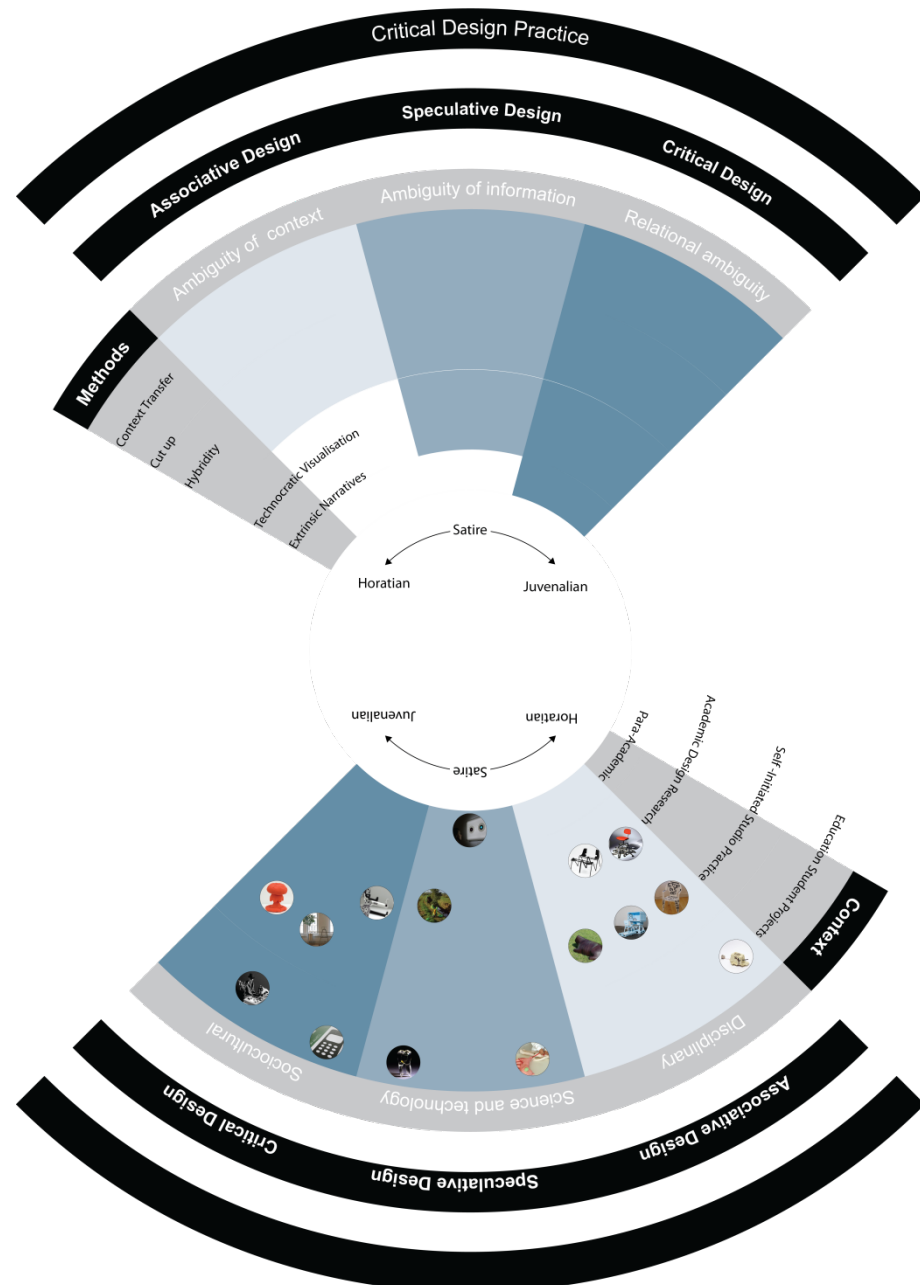 Critical Design Practice
Associative Design
Speculative Design
Critical Design
Ambiguity of context
Ambiguity of information
Relational ambiguity
Methods
Context Transfer
Cut up
Hybridity
Technocratic Visualisation
Extrinsic Narratives
Satire
Horatian
Juvenalian
Juvenalian
Horatian
Satire
Para-Academic
Academic Design Research
Self-Initiated Studio Practice
Education Student Projects
Context
Disciplinary
Science and technology
Sociocultural
Associative Design
Speculative Design
Critical Design